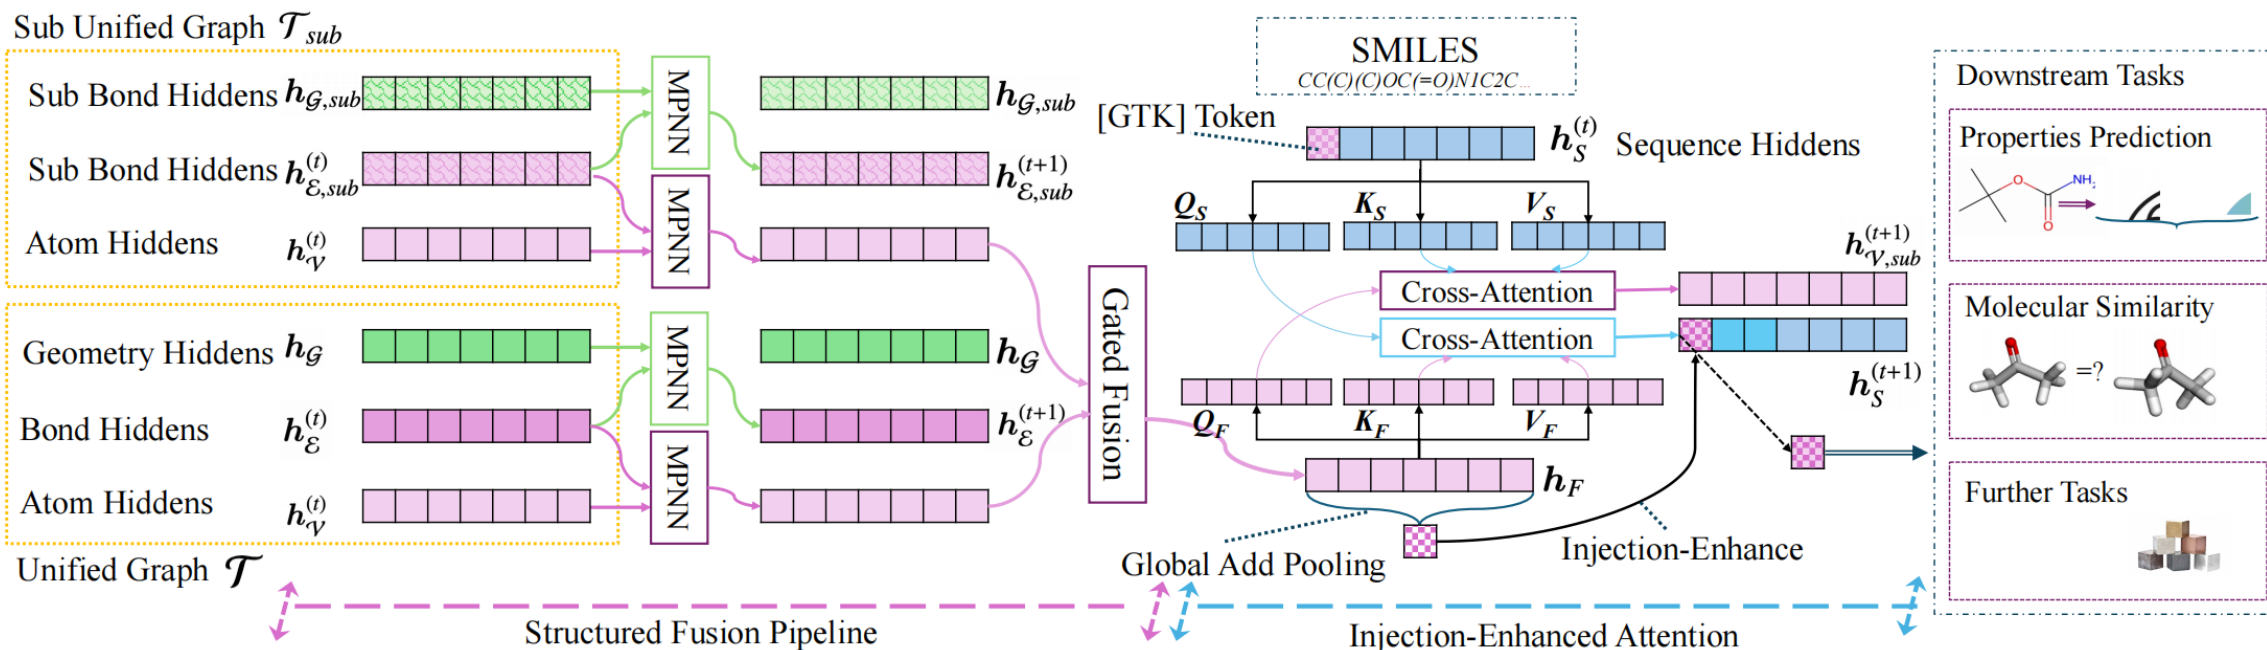 Sub Unified Graph 𝒯sub
Sub Bond Hiddens h𝒢,sub
h𝒢,sub
Sub Bond Hiddens h(t)ℰ,sub
h(t+1)ℰ,sub
Atom Hiddens h(t)𝒱
MPNN
MPNN
Geometry Hiddens h𝒢
h𝒢
Bond Hiddens h(t)ℰ
h(t+1)ℰ
Atom Hiddens h(t)𝒱
MPNN
MPNN
Unified Graph 𝒯
Structured Fusion Pipeline
Gated Fusion
SMILES
CC(C)(C)OC(=O)N1C2C...
[GTK] Token
h(t)S Sequence Hiddens
QS KS VS
Cross-Attention
h(t+1)𝒱,sub
Cross-Attention
h(t+1)S
QF KF VF
hF
Global Add Pooling
Injection-Enhance
Injection-Enhanced Attention
Downstream Tasks
Properties Prediction
O
NH2
O
Molecular Similarity
=?
Further Tasks